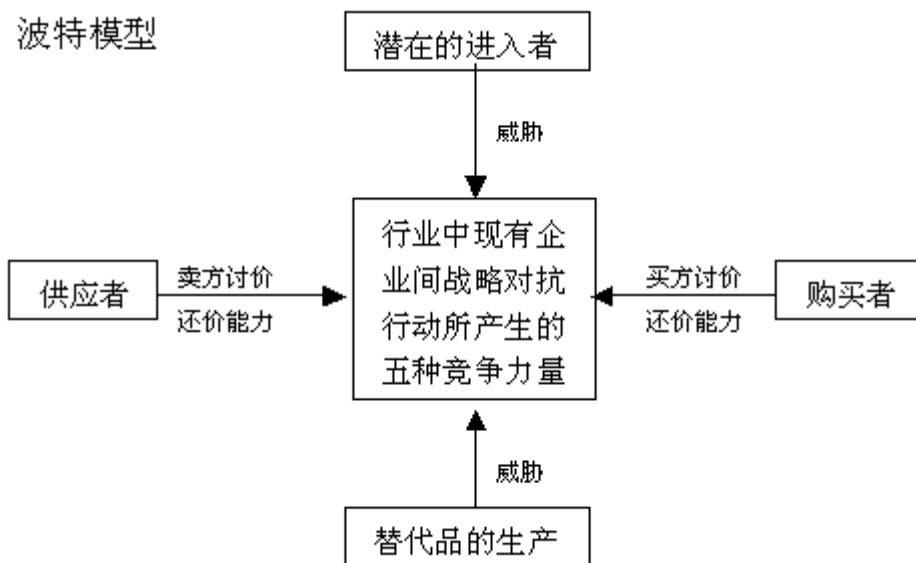 波特模型
潜在的进入者
威胁
行业中现有企
业间战略对抗
行动所产生的
五种竞争力量
供应者
卖方讨价
还价能力
买方讨价
还价能力
购买者
威胁
替代品的生产